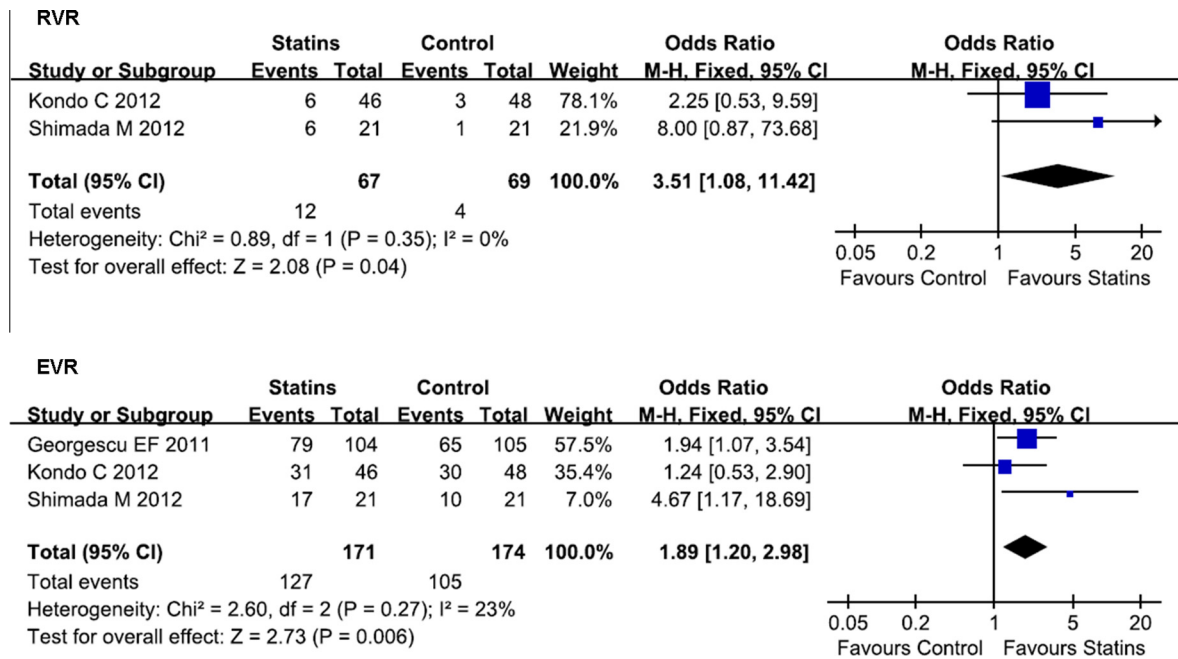 RVR
Statins Control Odds Ratio Odds Ratio
Study or Subgroup Events Total Events Total Weight M-H, Fixed, 95% CI M-H, Fixed, 95% CI
Kondo C 2012 6 46 3 48 78.1% 2.25 [0.53, 9.59]
Shimada M 2012 6 21 1 21 21.9% 8.00 [0.87, 73.68]
Total (95% CI) 67 69 100.0% 3.51 [1.08, 11.42]
Total events 12 4
Heterogeneity: Chi² = 0.89, df = 1 (P = 0.35); I² = 0%
Test for overall effect: Z = 2.08 (P = 0.04)
0.05 0.2 1 5 20
Favours Control Favours Statins
EVR
Statins Control Odds Ratio Odds Ratio
Study or Subgroup Events Total Events Total Weight M-H, Fixed, 95% CI M-H, Fixed, 95% CI
Georgescu EF 2011 79 104 65 105 57.5% 1.94 [1.07, 3.54]
Kondo C 2012 31 46 30 48 35.4% 1.24 [0.53, 2.90]
Shimada M 2012 17 21 10 21 7.0% 4.67 [1.17, 18.69]
Total (95% CI) 171 174 100.0% 1.89 [1.20, 2.98]
Total events 127 105
Heterogeneity: Chi² = 2.60, df = 2 (P = 0.27); I² = 23%
Test for overall effect: Z = 2.73 (P = 0.006)
0.05 0.2 1 5 20
Favours Control Favours Statins